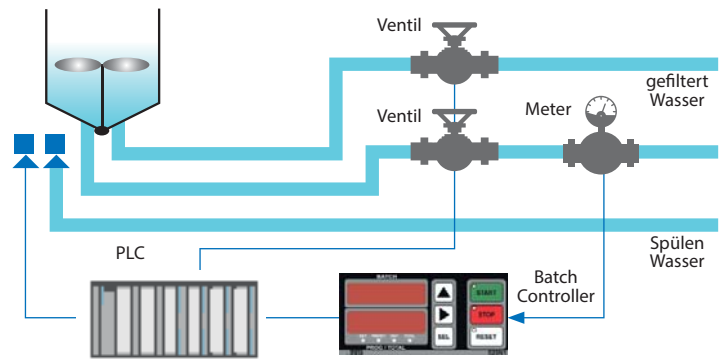 Ventil
gefiltert
Wasser
Ventil
Meter
Spülen
Wasser
PLC
Batch
Controller
BATCH
START
STOP
SEL
RESET